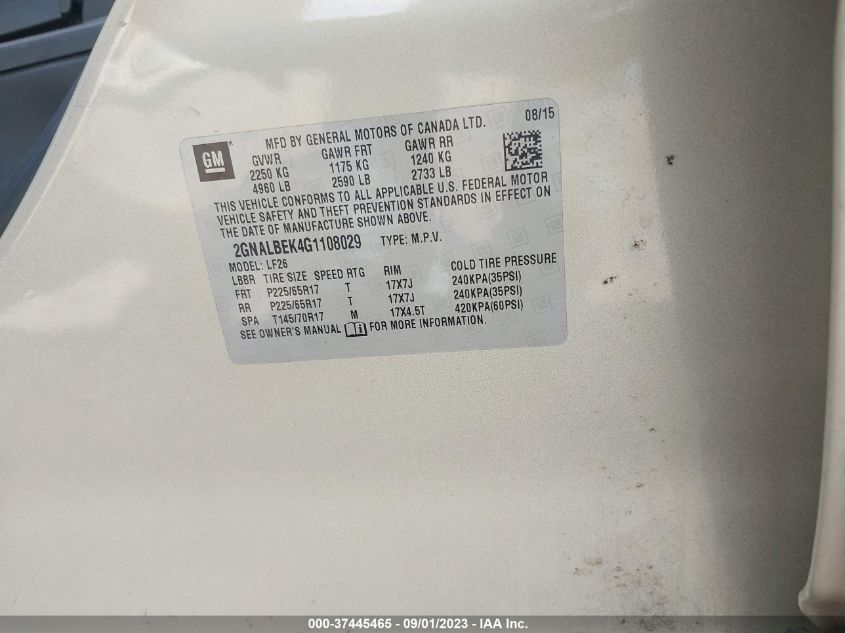 GM
MFD BY GENERAL MOTORS OF CANADA LTD. 08/15
GVWR GAWR FRT GAWR RR
2250 KG 1175 KG 1240 KG
4960 LB 2590 LB 2733 LB
THIS VEHICLE CONFORMS TO ALL APPLICABLE U.S. FEDERAL MOTOR
VEHICLE SAFETY AND THEFT PREVENTION STANDARDS IN EFFECT ON
THE DATE OF MANUFACTURE SHOWN ABOVE.
2GNALBEK4G1108029 TYPE: M.P.V.
MODEL: LF26
LBBR TIRE SIZE SPEED RTG RIM COLD TIRE PRESSURE
FRT P225/65R17 T 17X7J 240KPA(35PSI)
RR P225/65R17 T 17X7J 240KPA(35PSI)
SPA T145/70R17 M 17X4.5T 420KPA(60PSI)
SEE OWNER'S MANUAL FOR MORE INFORMATION.
000-37445465 - 09/01/2023 - IAA Inc.